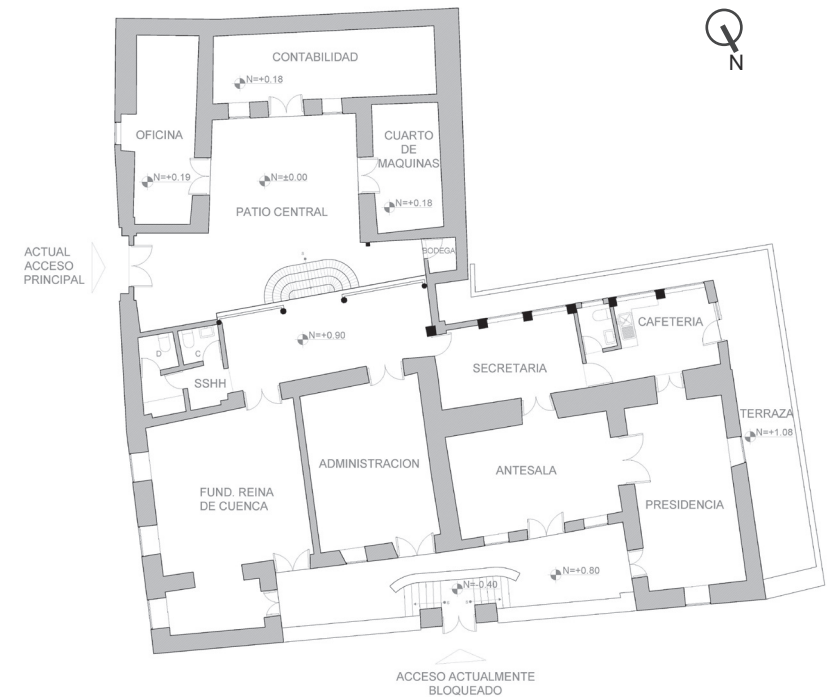 N
CONTABILIDAD
N=+0.18
OFICINA
N=+0.19
CUARTO
DE
MAQUINAS
N=+0.18
N=±0.00
PATIO CENTRAL
BODEGA
ACTUAL
ACCESO
PRINCIPAL
N=+0.90
D
C
SSHH
SECRETARIA
CAFETERIA
TERRAZA
N=+1.08
FUND. REINA
DE CUENCA
ADMINISTRACION
ANTESALA
PRESIDENCIA
N=-0.40
N=+0.80
ACCESO ACTUALMENTE
BLOQUEADO